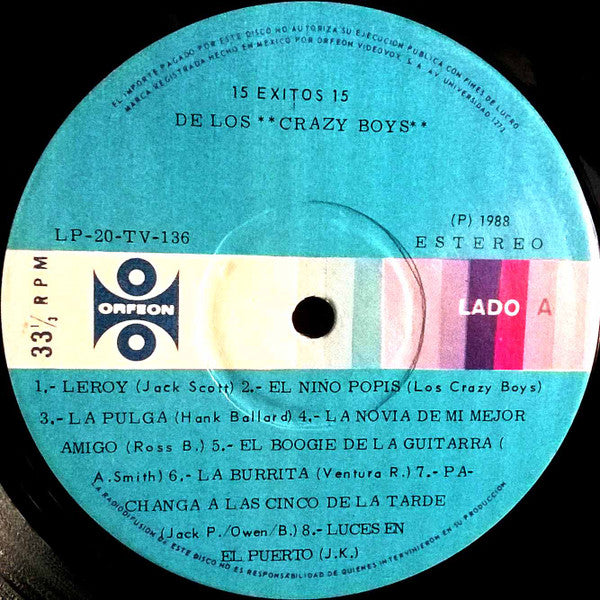 EL IMPORTE PAGADO POR ESTE DISCO NO AUTORIZA SU EJECUCION PUBLICA CON FINES DE LUCRO
MARCA REGISTRADA HECHO EN MEXICO POR ORFEON VIDEOVOX, S.A. AV. UNIVERSIDAD 1273
15 EXITOS 15
DE LOS **CRAZY BOYS**
(P) 1988
LP-20-TV-136
ESTEREO
33⅓ RPM
ORFEON
LADO A
1.- LEROY (Jack Scott) 2.- EL NIÑO POPIS (Los Crazy Boys)
3.- LA PULGA (Hank Ballard) 4.- LA NOVIA DE MI MEJOR
AMIGO (Ross B.) 5.- EL BOOGIE DE LA GUITARRA (
A.Smith) 6.- LA BURRITA (Ventura R.) 7.- PA-
CHANGA A LAS CINCO DE LA TARDE
(Jack P./Owen/B.) 8.- LUCES EN
EL PUERTO (J.K.)
LA RADIODIFUSION DE ESTE DISCO NO ES RESPONSABILIDAD DE QUIENES INTERVINIERON EN SU PRODUCCION